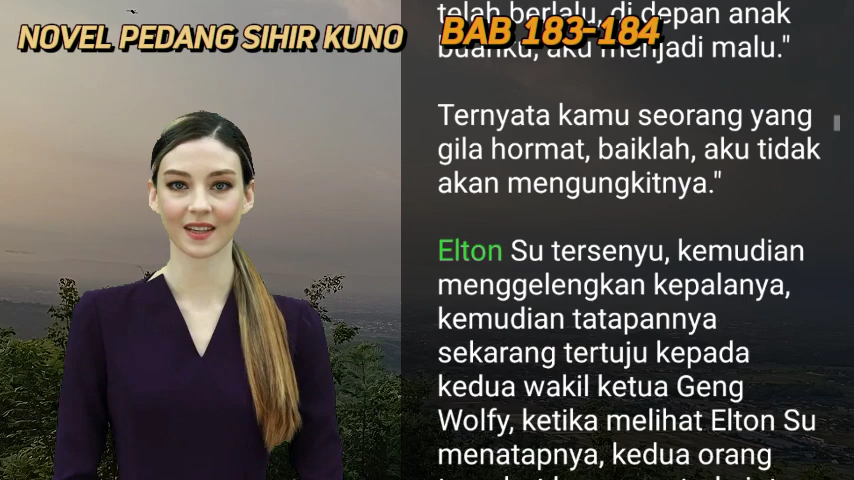 NOVEL PEDANG SIHIR KUNO
BAB 183-184
telah berlalu, di depan anak
buahku, aku menjadi malu."
Ternyata kamu seorang yang
gila hormat, baiklah, aku tidak
akan mengungkitnya."
Elton Su tersenyu, kemudian
menggelengkan kepalanya,
kemudian tatapannya
sekarang tertuju kepada
kedua wakil ketua Geng
Wolfy, ketika melihat Elton Su
menatapnya, kedua orang